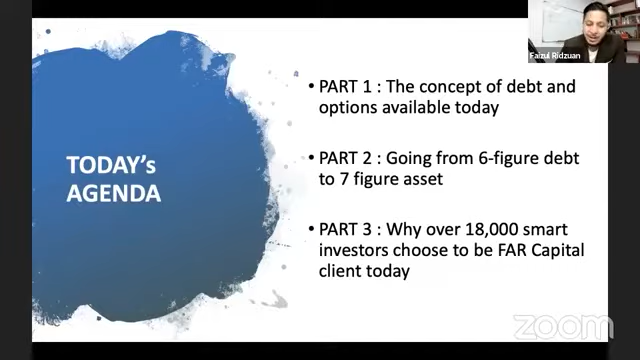 Faizul Ridzuan
• PART 1 : The concept of debt and
options available today
TODAY's
AGENDA
• PART 2 : Going from 6-figure debt
to 7 figure asset
• PART 3 : Why over 18,000 smart
investors choose to be FAR Capital
client today
zoom